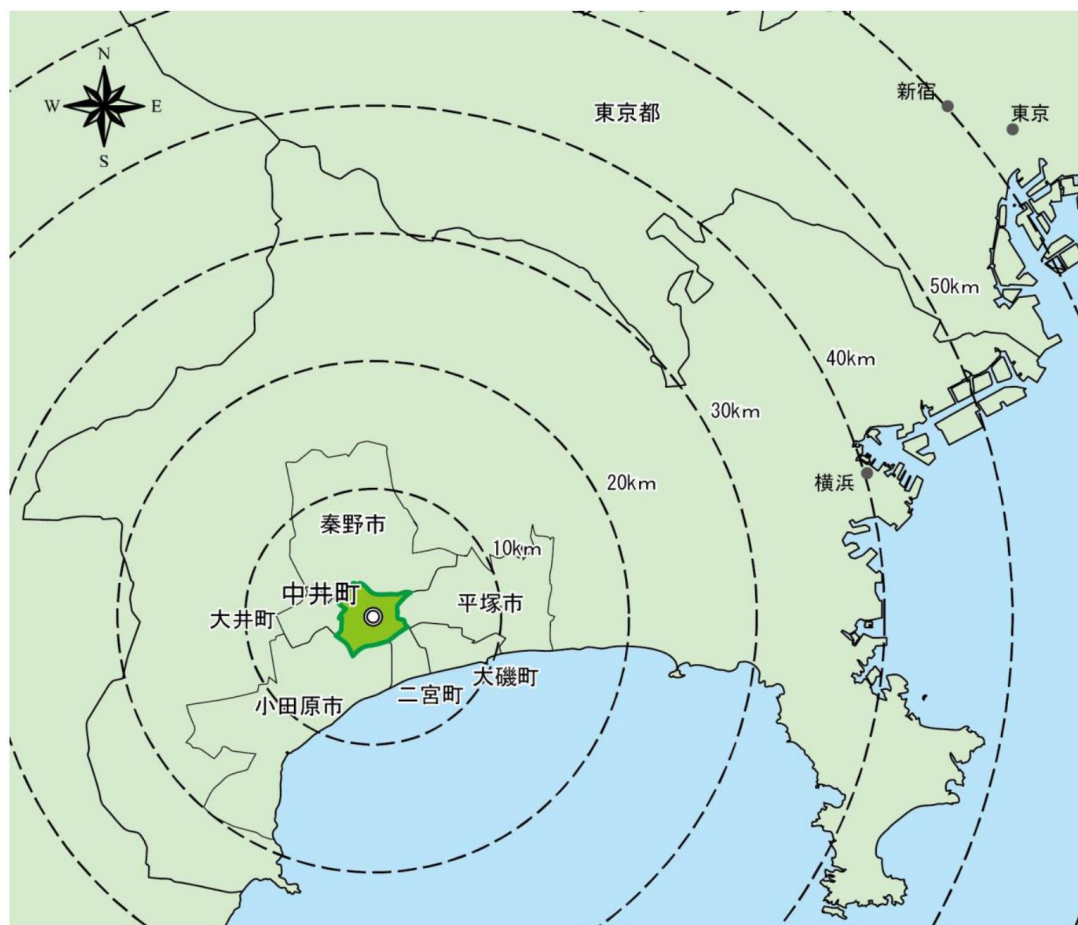 N
W
E
S
新宿
東京
東京都
50km
40km
30km
横浜
20km
秦野市
10km
中井町
平塚市
大井町
大磯町
二宮町
小田原市